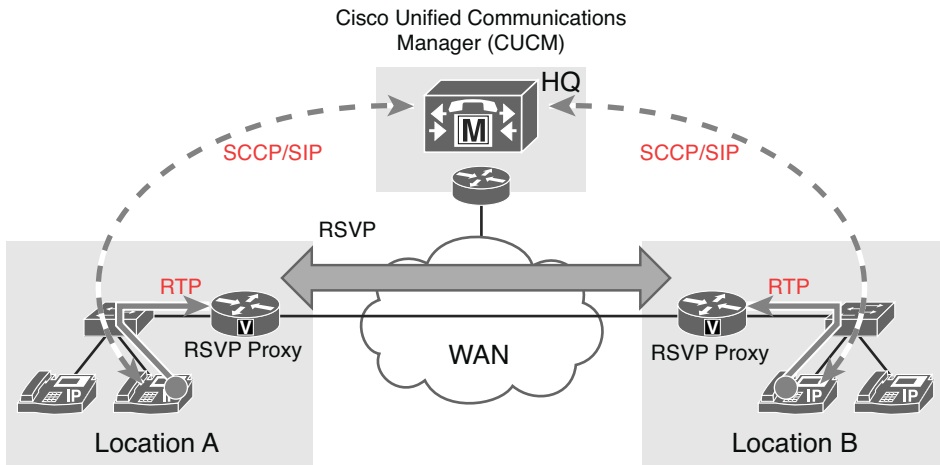 Cisco Unified Communications
Manager (CUCM)
HQ
M
SCCP/SIP
SCCP/SIP
RSVP
RTP
RTP
V
V
RSVP Proxy
RSVP Proxy
WAN
IP
IP
IP
IP
Location A
Location B